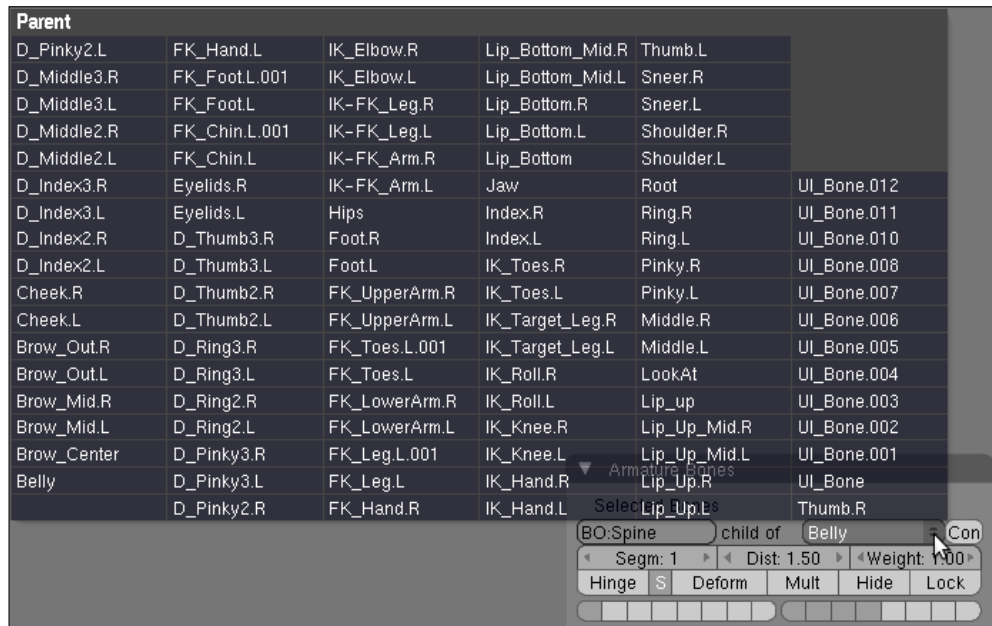 Parent
D_Pinky2.L FK_Hand.L IK_Elbow.R Lip_Bottom_Mid.R Thumb.L
D_Middle3.R FK_Foot.L.001 IK_Elbow.L Lip_Bottom_Mid.L Sneer.R
D_Middle3.L FK_Foot.L IK-FK_Leg.R Lip_Bottom.R Sneer.L
D_Middle2.R FK_Chin.L.001 IK-FK_Leg.L Lip_Bottom.L Shoulder.R
D_Middle2.L FK_Chin.L IK-FK_Arm.R Lip_Bottom Shoulder.L
D_Index3.R Eyelids.R IK-FK_Arm.L Jaw Root UI_Bone.012
D_Index3.L Eyelids.L Hips Index.R Ring.R UI_Bone.011
D_Index2.R D_Thumb3.R Foot.R Index.L Ring.L UI_Bone.010
D_Index2.L D_Thumb3.L Foot.L IK_Toes.R Pinky.R UI_Bone.008
Cheek.R D_Thumb2.R FK_UpperArm.R IK_Toes.L Pinky.L UI_Bone.007
Cheek.L D_Thumb2.L FK_UpperArm.L IK_Target_Leg.R Middle.R UI_Bone.006
Brow_Out.R D_Ring3.R FK_Toes.L.001 IK_Target_Leg.L Middle.L UI_Bone.005
Brow_Out.L D_Ring3.L FK_Toes.L IK_Roll.R LookAt UI_Bone.004
Brow_Mid.R D_Ring2.R FK_LowerArm.R IK_Roll.L Lip_up UI_Bone.003
Brow_Mid.L D_Ring2.L FK_LowerArm.L IK_Knee.R Lip_Up_Mid.R UI_Bone.002
Brow_Center D_Pinky3.R FK_Leg.L.001 IK_Knee.L Lip_Up_Mid.L UI_Bone.001
Belly D_Pinky3.L FK_Leg.L IK_Hand.R Lip_Up.R UI_Bone
D_Pinky2.R FK_Hand.R IK_Hand.L Lip_Up.L Thumb.R
Armature Bones
Selected Bones
BO:Spine child of Belly Con
Segm: 1 Dist: 1.50 Weight: 1.00
Hinge S Deform Mult Hide Lock